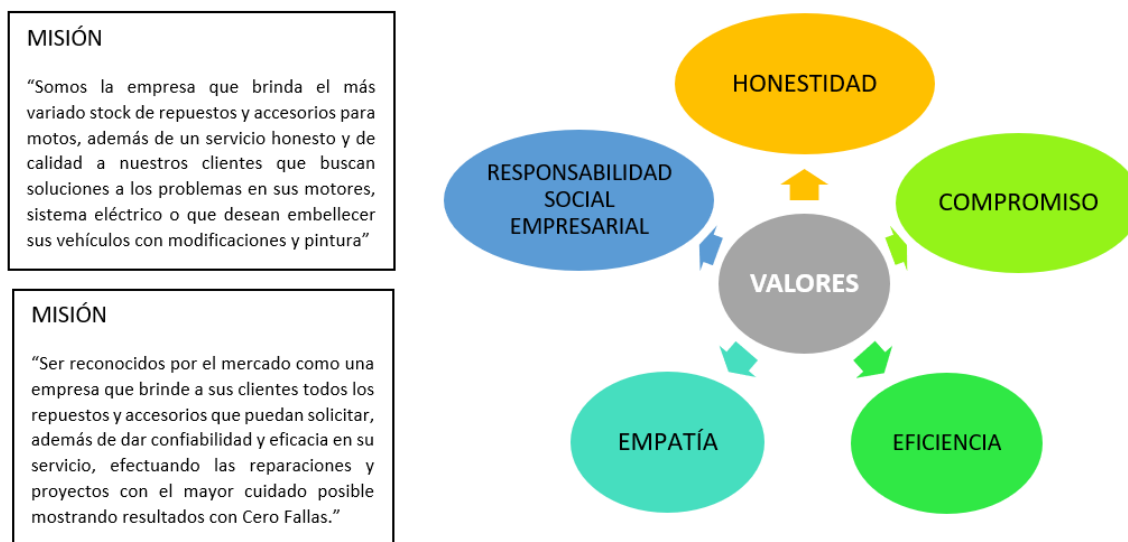 MISIÓN
“Somos la empresa que brinda el más
variado stock de repuestos y accesorios para
motos, además de un servicio honesto y de
calidad a nuestros clientes que buscan
soluciones a los problemas en sus motores,
sistema eléctrico o que desean embellecer
sus vehículos con modificaciones y pintura”
MISIÓN
“Ser reconocidos por el mercado como una
empresa que brinde a sus clientes todos los
repuestos y accesorios que puedan solicitar,
además de dar confiabilidad y eficacia en su
servicio, efectuando las reparaciones y
proyectos con el mayor cuidado posible
mostrando resultados con Cero Fallas.”
HONESTIDAD
RESPONSABILIDAD
SOCIAL
EMPRESARIAL
COMPROMISO
VALORES
EMPATÍA
EFICIENCIA